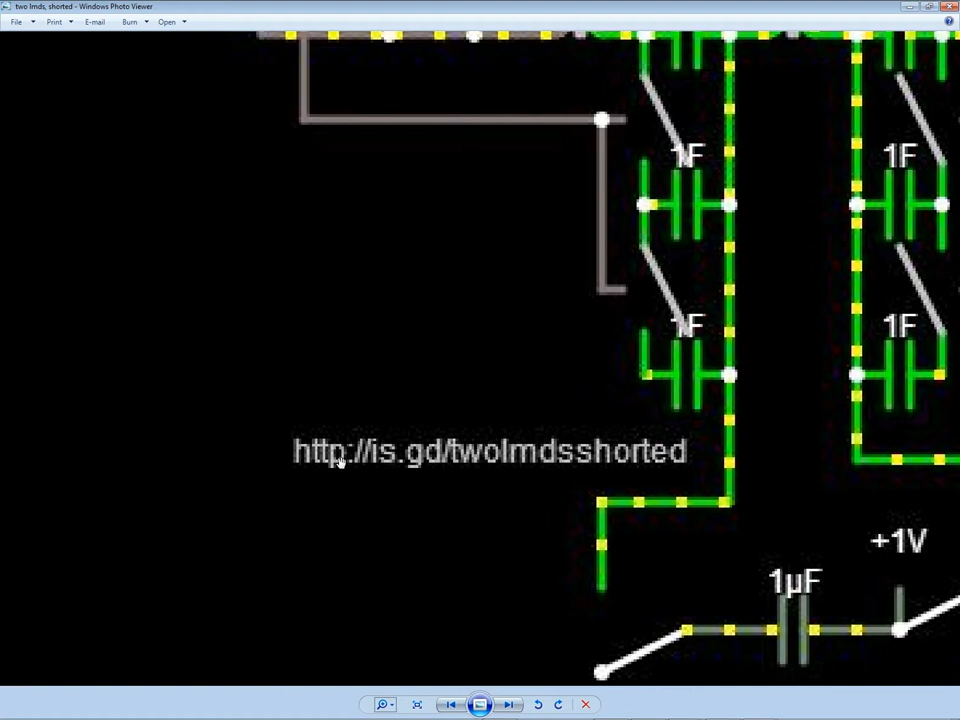 two lmds, shorted - Windows Photo Viewer
File Print E-mail Burn Open
1F 1F
1F 1F
http://is.gd/twolmdsshorted
+1V
1µF